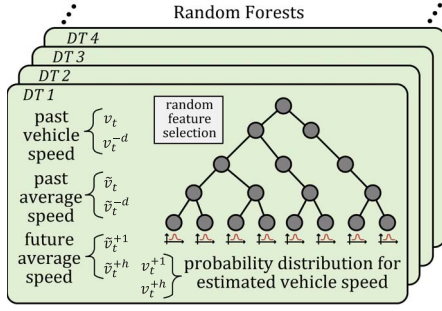 Random Forests
DT 4
DT 3
DT 2
DT 1
past
vehicle
speed
v_t
v_t^{-d}
random
feature
selection
past
average
speed
ṽ_t
ṽ_t^{-d}
future
average
speed
ṽ_t^{+1}
ṽ_t^{+h}
v_t^{+1}
v_t^{+h}
probability distribution for
estimated vehicle speed